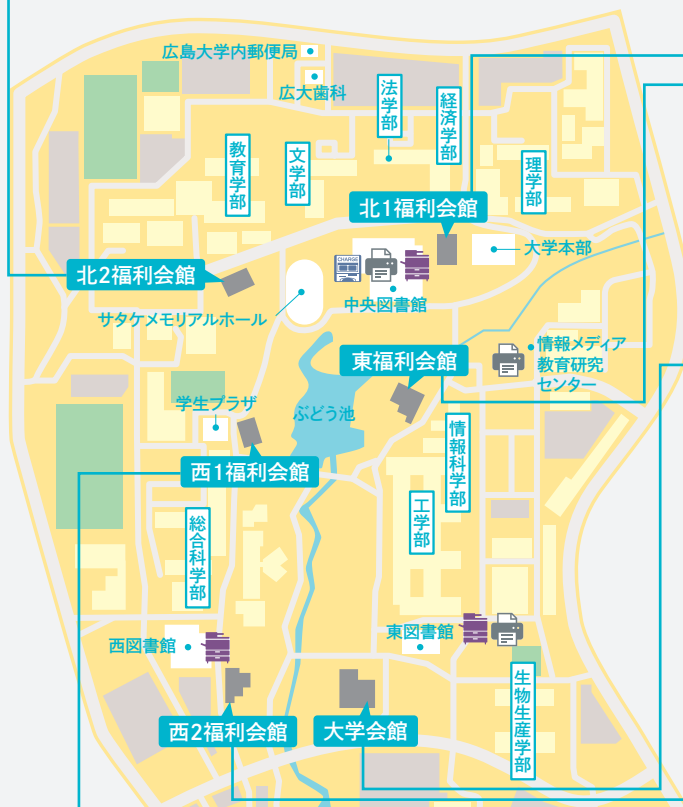 広島大学内郵便局
広大歯科
法学部
経済学部
教育学部
文学部
理学部
北1福利会館
大学本部
北2福利会館
CHARGE
中央図書館
サタケメモリアルホール
情報メディア
教育研究
センター
東福利会館
学生プラザ
ぶどう池
西1福利会館
情報科学部
工学部
総合科学部
西図書館
東図書館
生物生産学部
西2福利会館
大学会館